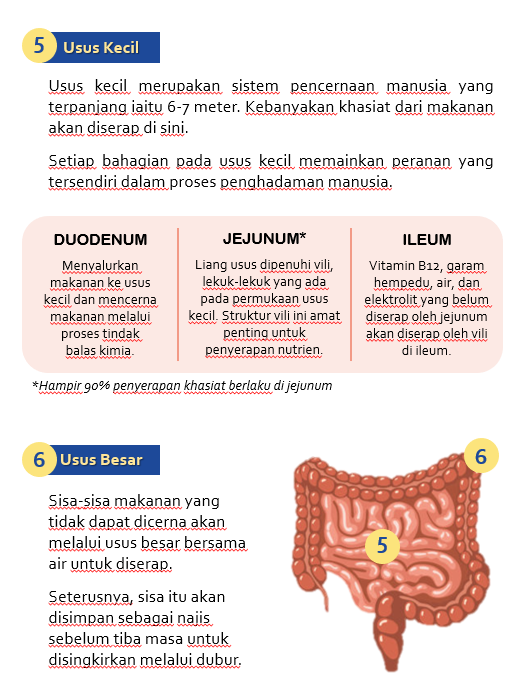 5 Usus Kecil
Usus kecil merupakan sistem pencernaan manusia yang
terpanjang iaitu 6-7 meter. Kebanyakan khasiat dari makanan
akan diserap di sini.
Setiap bahagian pada usus kecil memainkan peranan yang
tersendiri dalam proses penghadaman manusia.
DUODENUM
Menyalurkan
makanan ke usus
kecil dan mencerna
makanan melalui
proses tindak
balas kimia.
JEJUNUM*
Liang usus dipenuhi vili,
lekuk-lekuk yang ada
pada permukaan usus
kecil. Struktur vili ini amat
penting untuk
penyerapan nutrien.
ILEUM
Vitamin B12, garam
hempedu, air, dan
elektrolit yang belum
diserap oleh jejunum
akan diserap oleh vili
di ileum.
*Hampir 90% penyerapan khasiat berlaku di jejunum
6 Usus Besar
Sisa-sisa makanan yang
tidak dapat dicerna akan
melalui usus besar bersama
air untuk diserap.
Seterusnya, sisa itu akan
disimpan sebagai najis
sebelum tiba masa untuk
disingkirkan melalui dubur.
6
5